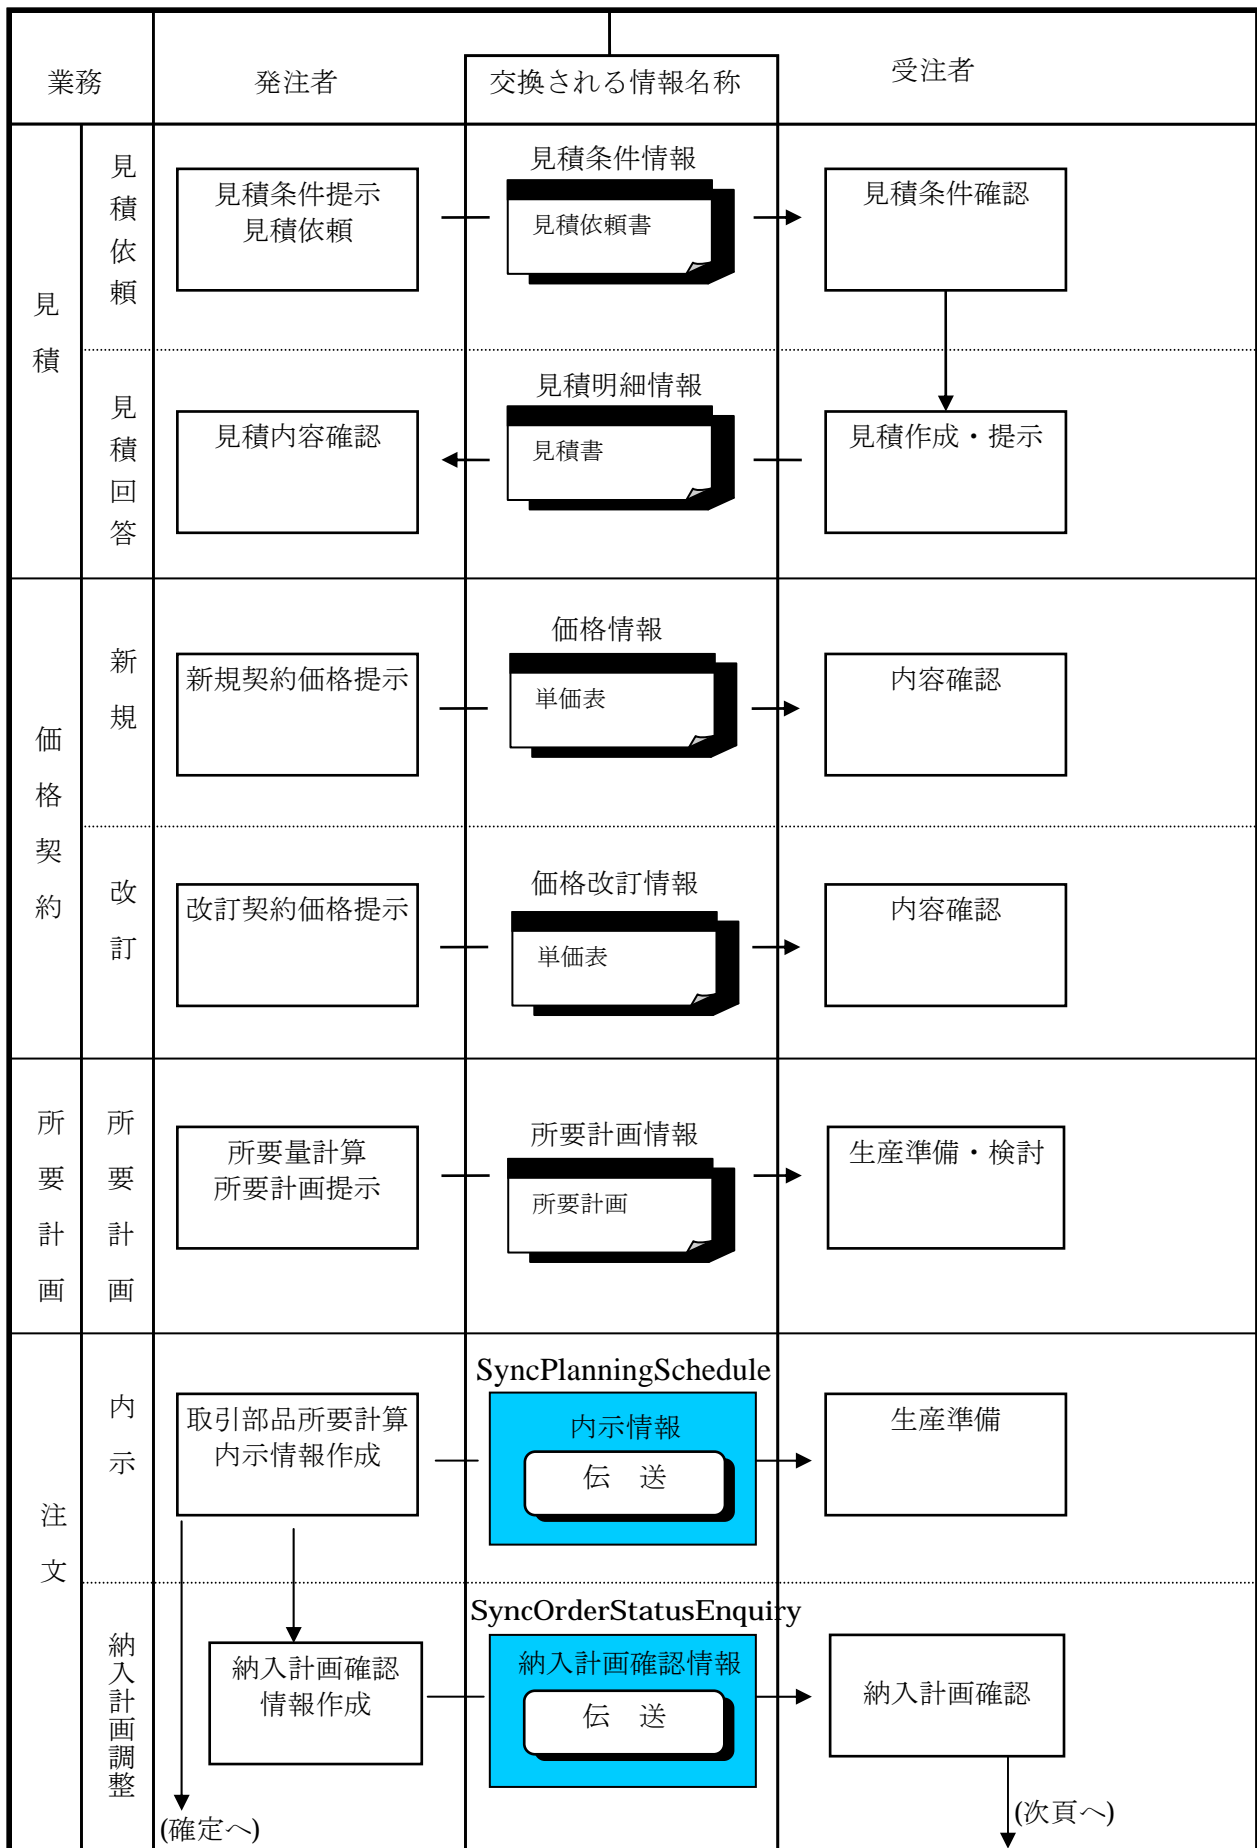 業務
発注者
交換される情報名称
受注者
見積
見積依頼
見積条件提示
見積依頼
見積条件情報
見積依頼書
見積条件確認
見積回答
見積内容確認
見積明細情報
見積書
見積作成・提示
価格契約
新規
新規契約価格提示
価格情報
単価表
内容確認
改訂
改訂契約価格提示
価格改訂情報
単価表
内容確認
所要計画
所要計画
所要量計算
所要計画提示
所要計画情報
所要計画
生産準備・検討
注文
内示
取引部品所要計算
内示情報作成
SyncPlanningSchedule
内示情報
伝　送
生産準備
納入計画調整
納入計画確認
情報作成
SyncOrderStatusEnquiry
納入計画確認情報
伝　送
納入計画確認
(確定へ)
(次頁へ)